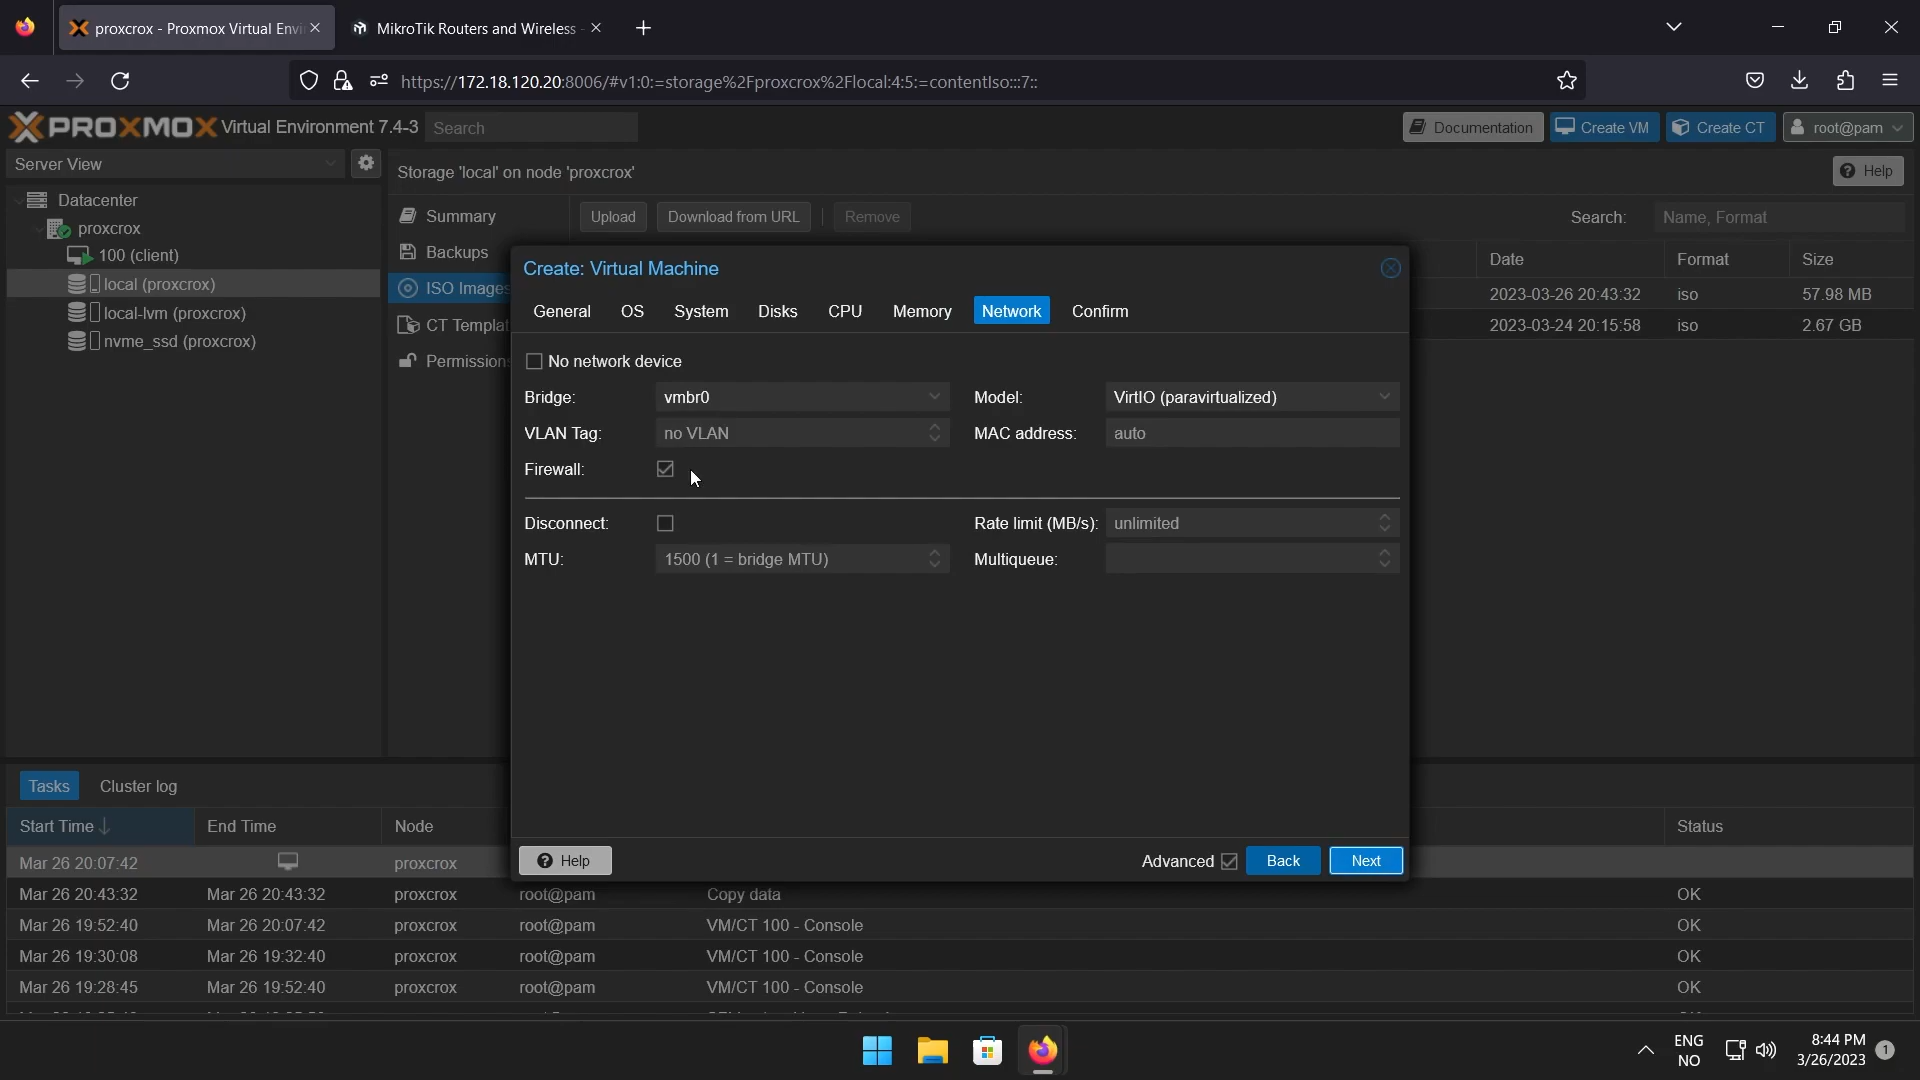 proxcrox - Proxmox Virtual Envi
MikroTik Routers and Wireless -
https://172.18.120.20:8006/#v1:0:=storage%2Fproxcrox%2Flocal:4:5:=contentIso:::7::
PROXMOX Virtual Environment 7.4-3
Search
Documentation
Create VM
Create CT
root@pam
Server View
Storage 'local' on node 'proxcrox'
Help
Datacenter
proxcrox
100 (client)
local (proxcrox)
local-lvm (proxcrox)
nvme_ssd (proxcrox)
Summary
Backups
ISO Images
CT Templat
Permissions
Upload
Download from URL
Remove
Search:
Name, Format
Date
Format
Size
2023-03-26 20:43:32
iso
57.98 MB
2023-03-24 20:15:58
iso
2.67 GB
Create: Virtual Machine
General
OS
System
Disks
CPU
Memory
Network
Confirm
No network device
Bridge:
vmbr0
Model:
VirtIO (paravirtualized)
VLAN Tag:
no VLAN
MAC address:
auto
Firewall:
Disconnect:
Rate limit (MB/s):
unlimited
MTU:
1500 (1 = bridge MTU)
Multiqueue:
Help
Advanced
Back
Next
Tasks
Cluster log
Start Time
End Time
Node
Status
Mar 26 20:07:42
proxcrox
Mar 26 20:43:32
Mar 26 20:43:32
proxcrox
root@pam
Copy data
OK
Mar 26 19:52:40
Mar 26 20:07:42
proxcrox
root@pam
VM/CT 100 - Console
OK
Mar 26 19:30:08
Mar 26 19:32:40
proxcrox
root@pam
VM/CT 100 - Console
OK
Mar 26 19:28:45
Mar 26 19:52:40
proxcrox
root@pam
VM/CT 100 - Console
OK
ENG
NO
8:44 PM
3/26/2023
1